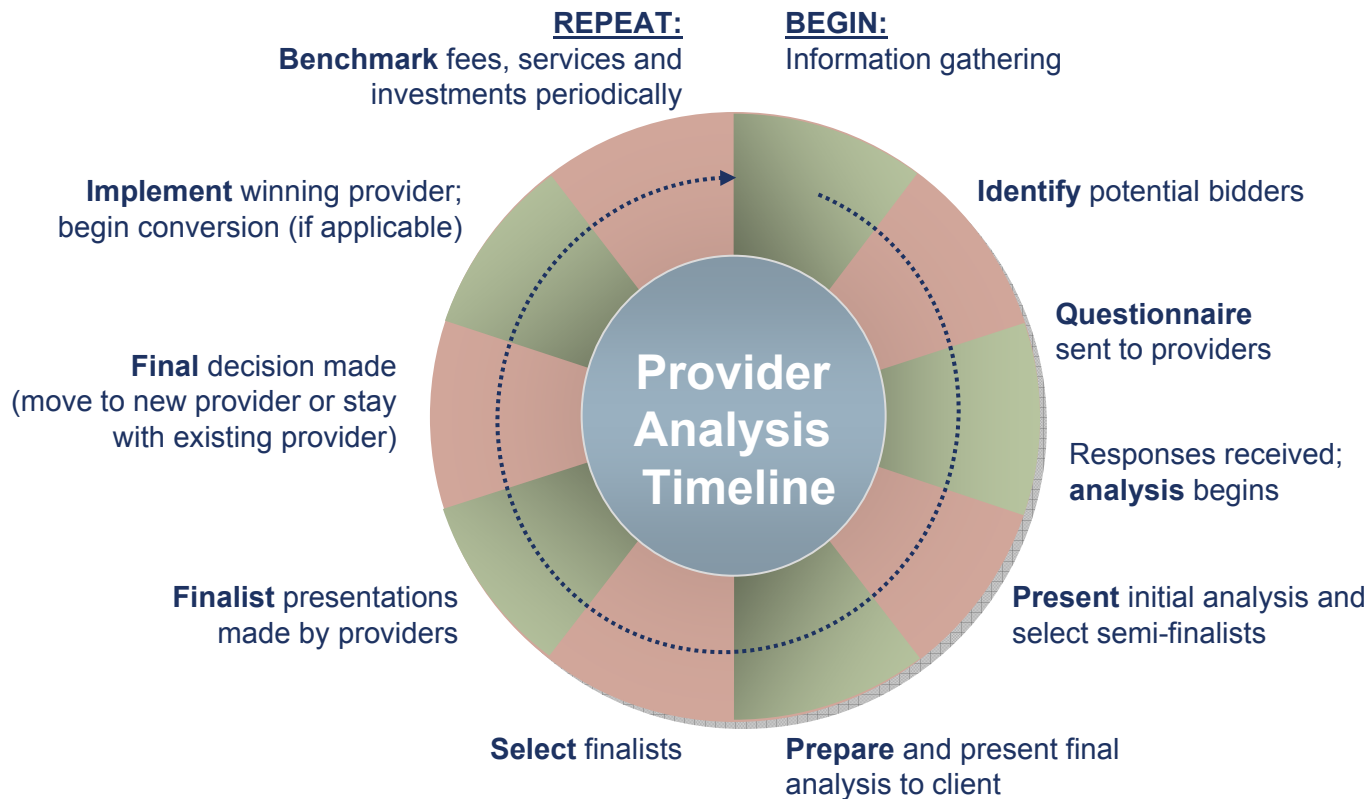 REPEAT:
Benchmark fees, services and
investments periodically
BEGIN:
Information gathering
Identify potential bidders
Questionnaire
sent to providers
Responses received;
analysis begins
Present initial analysis and
select semi-finalists
Prepare and present final
analysis to client
Select finalists
Finalist presentations
made by providers
Final decision made
(move to new provider or stay
with existing provider)
Implement winning provider;
begin conversion (if applicable)
Provider
Analysis
Timeline